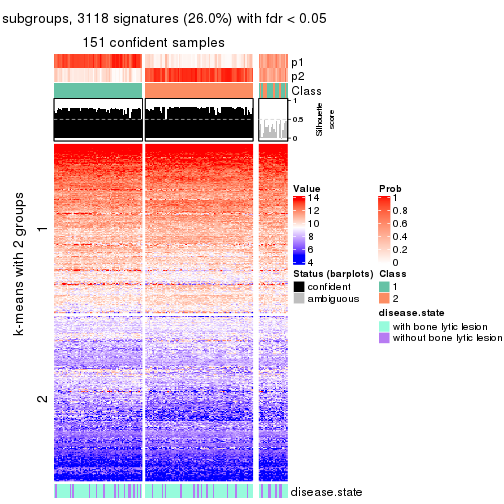 subgroups, 3118 signatures (26.0%) with fdr < 0.05
151 confident samples
p1
p2
Class
1
0.5
0
Silhouette
score
k-means with 2 groups
1
2
disease.state
Value
14
12
10
8
6
4
Prob
1
0.8
0.6
0.4
0.2
0
Status (barplots)
confident
ambiguous
Class
1
2
disease.state
with bone lytic lesion
without bone lytic lesion